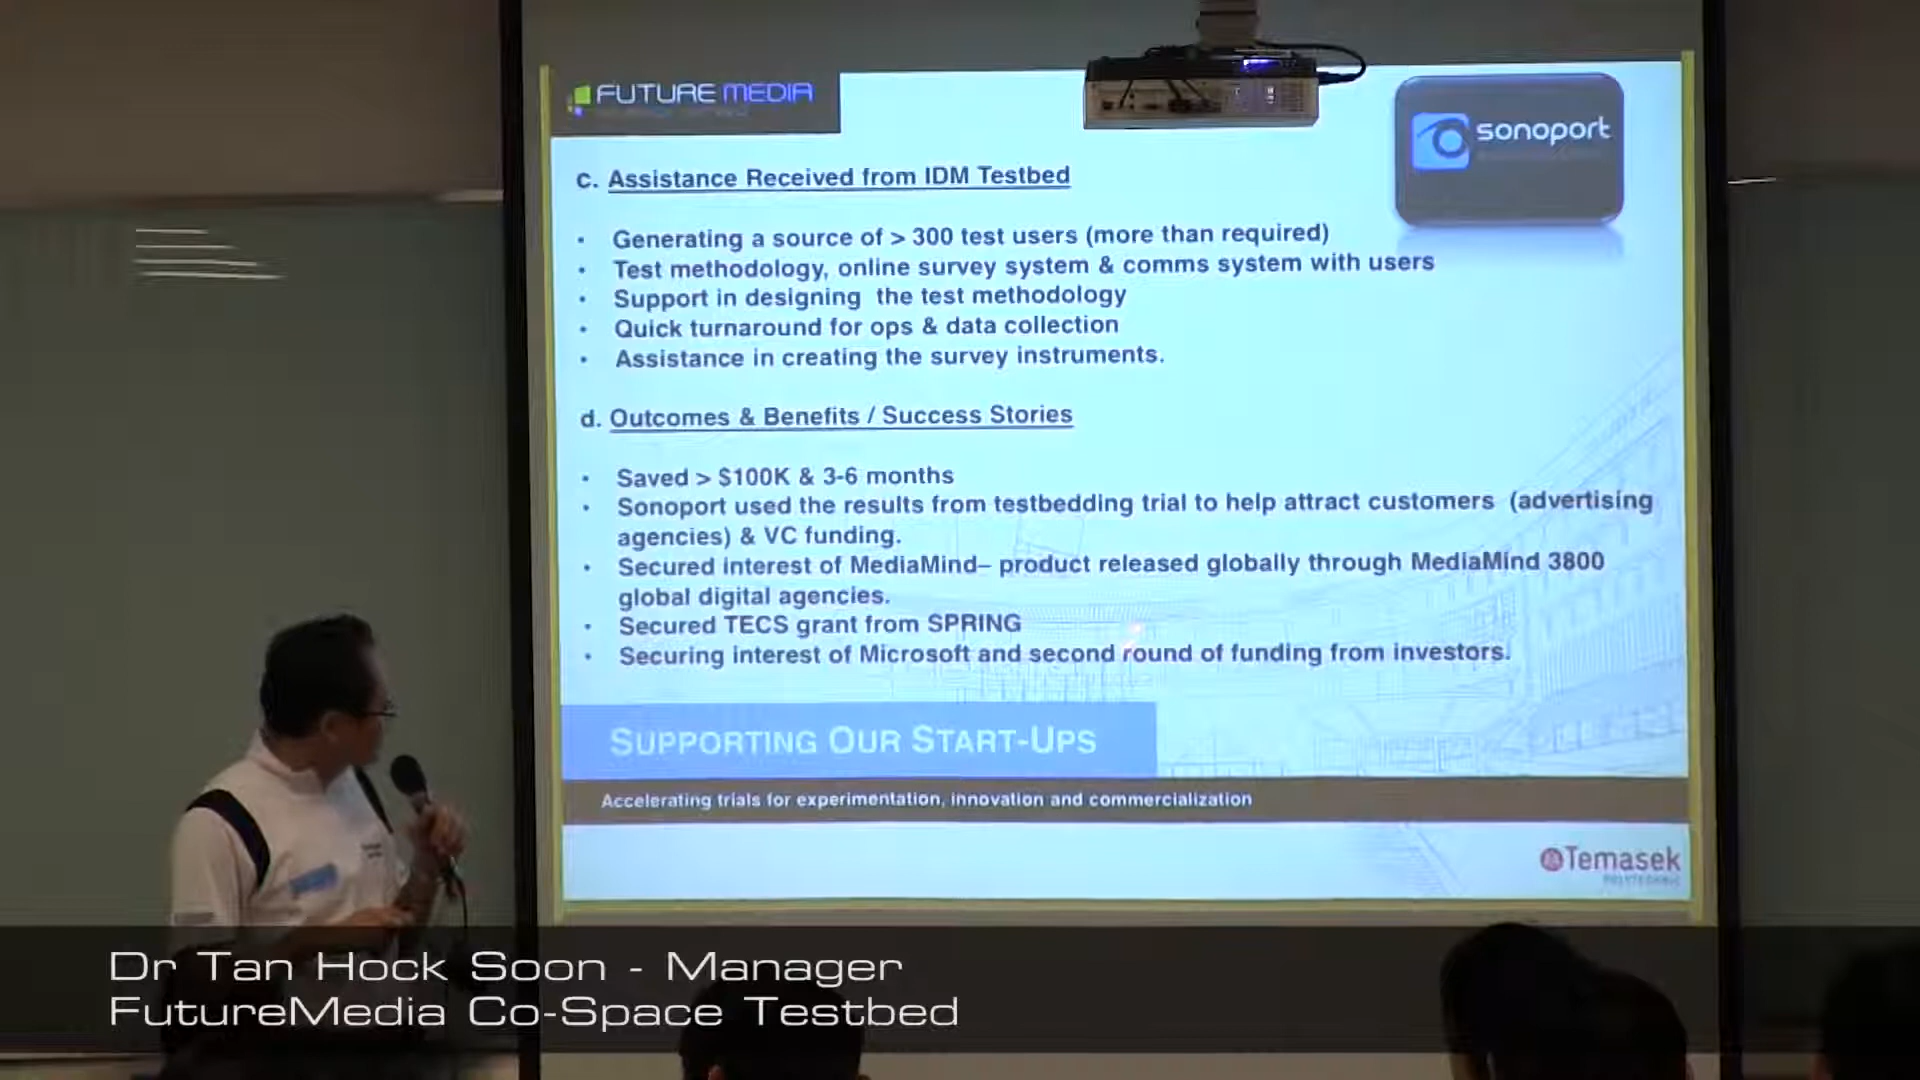 FUTURE MEDIA
sonoport
c. Assistance Received from IDM Testbed
• Generating a source of > 300 test users (more than required)
• Test methodology, online survey system & comms system with users
• Support in designing the test methodology
• Quick turnaround for ops & data collection
• Assistance in creating the survey instruments.
d. Outcomes & Benefits / Success Stories
• Saved > $100K & 3-6 months
• Sonoport used the results from testbedding trial to help attract customers (advertising
agencies) & VC funding.
• Secured interest of MediaMind– product released globally through MediaMind 3800
global digital agencies.
• Secured TECS grant from SPRING
• Securing interest of Microsoft and second round of funding from investors.
SUPPORTING OUR START-UPS
Accelerating trials for experimentation, innovation and commercialization
Temasek
POLYTECHNIC
Dr Tan Hock Soon - Manager
FutureMedia Co-Space Testbed